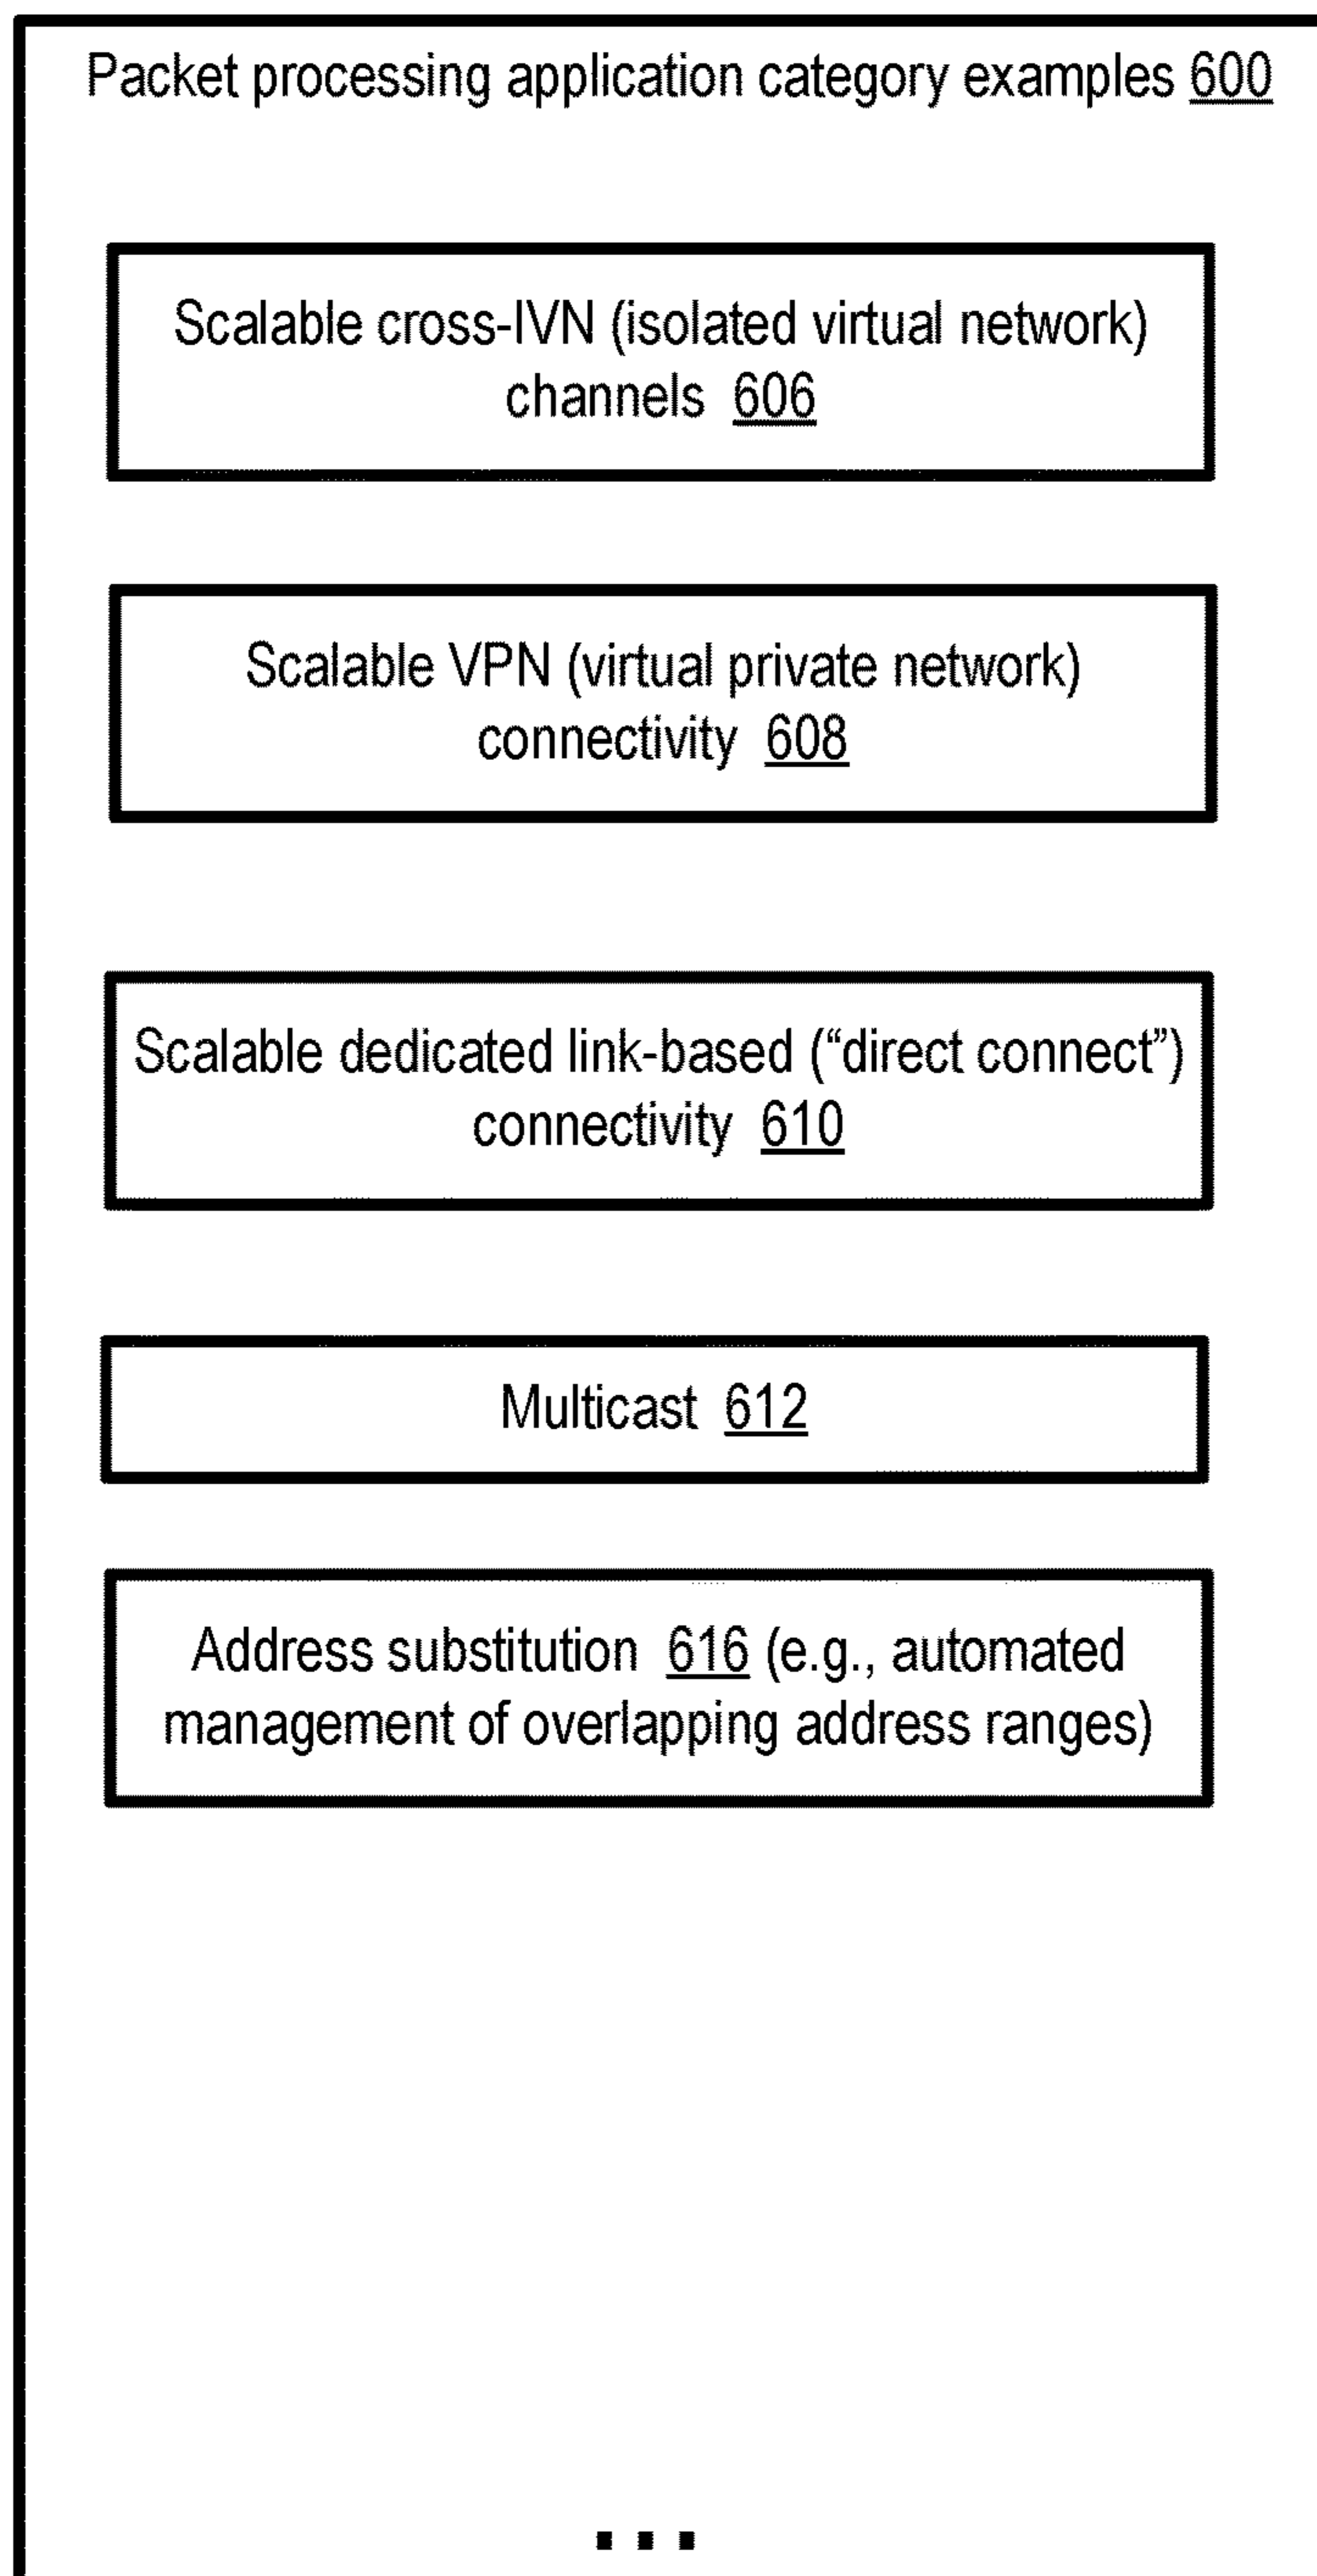 Packet processing application category examples 600
Scalable cross-IVN (isolated virtual network)
channels 606
Scalable VPN (virtual private network)
connectivity 608
Scalable dedicated link-based (“direct connect”)
connectivity 610
Multicast 612
Address substitution 616 (e.g., automated
management of overlapping address ranges)
...